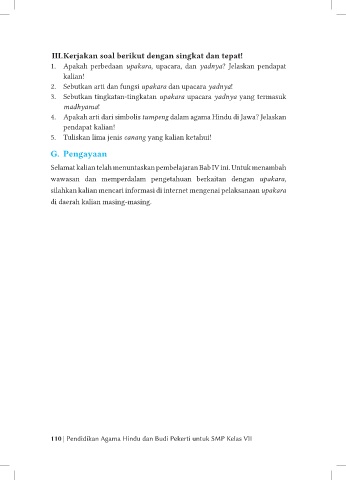 III.Kerjakan soal berikut dengan singkat dan tepat!
1. Apakah perbedaan upakara, upacara, dan yadnya? Jelaskan pendapat
kalian!
2. Sebutkan arti dan fungsi upakara dan upacara yadnya!
3. Sebutkan tingkatan-tingkatan upakara upacara yadnya yang termasuk
madhyama!
4. Apakah arti dari simbolis tumpeng dalam agama Hindu di Jawa? Jelaskan
pendapat kalian!
5. Tuliskan lima jenis canang yang kalian ketahui!
G. Pengayaan
Selamat kalian telah menuntaskan pembelajaran Bab IV ini. Untuk menambah
wawasan dan memperdalam pengetahuan berkaitan dengan upakara,
silahkan kalian mencari informasi di internet mengenai pelaksanaan upakara
di daerah kalian masing-masing.
110 | Pendidikan Agama Hindu dan Budi Pekerti untuk SMP Kelas VII